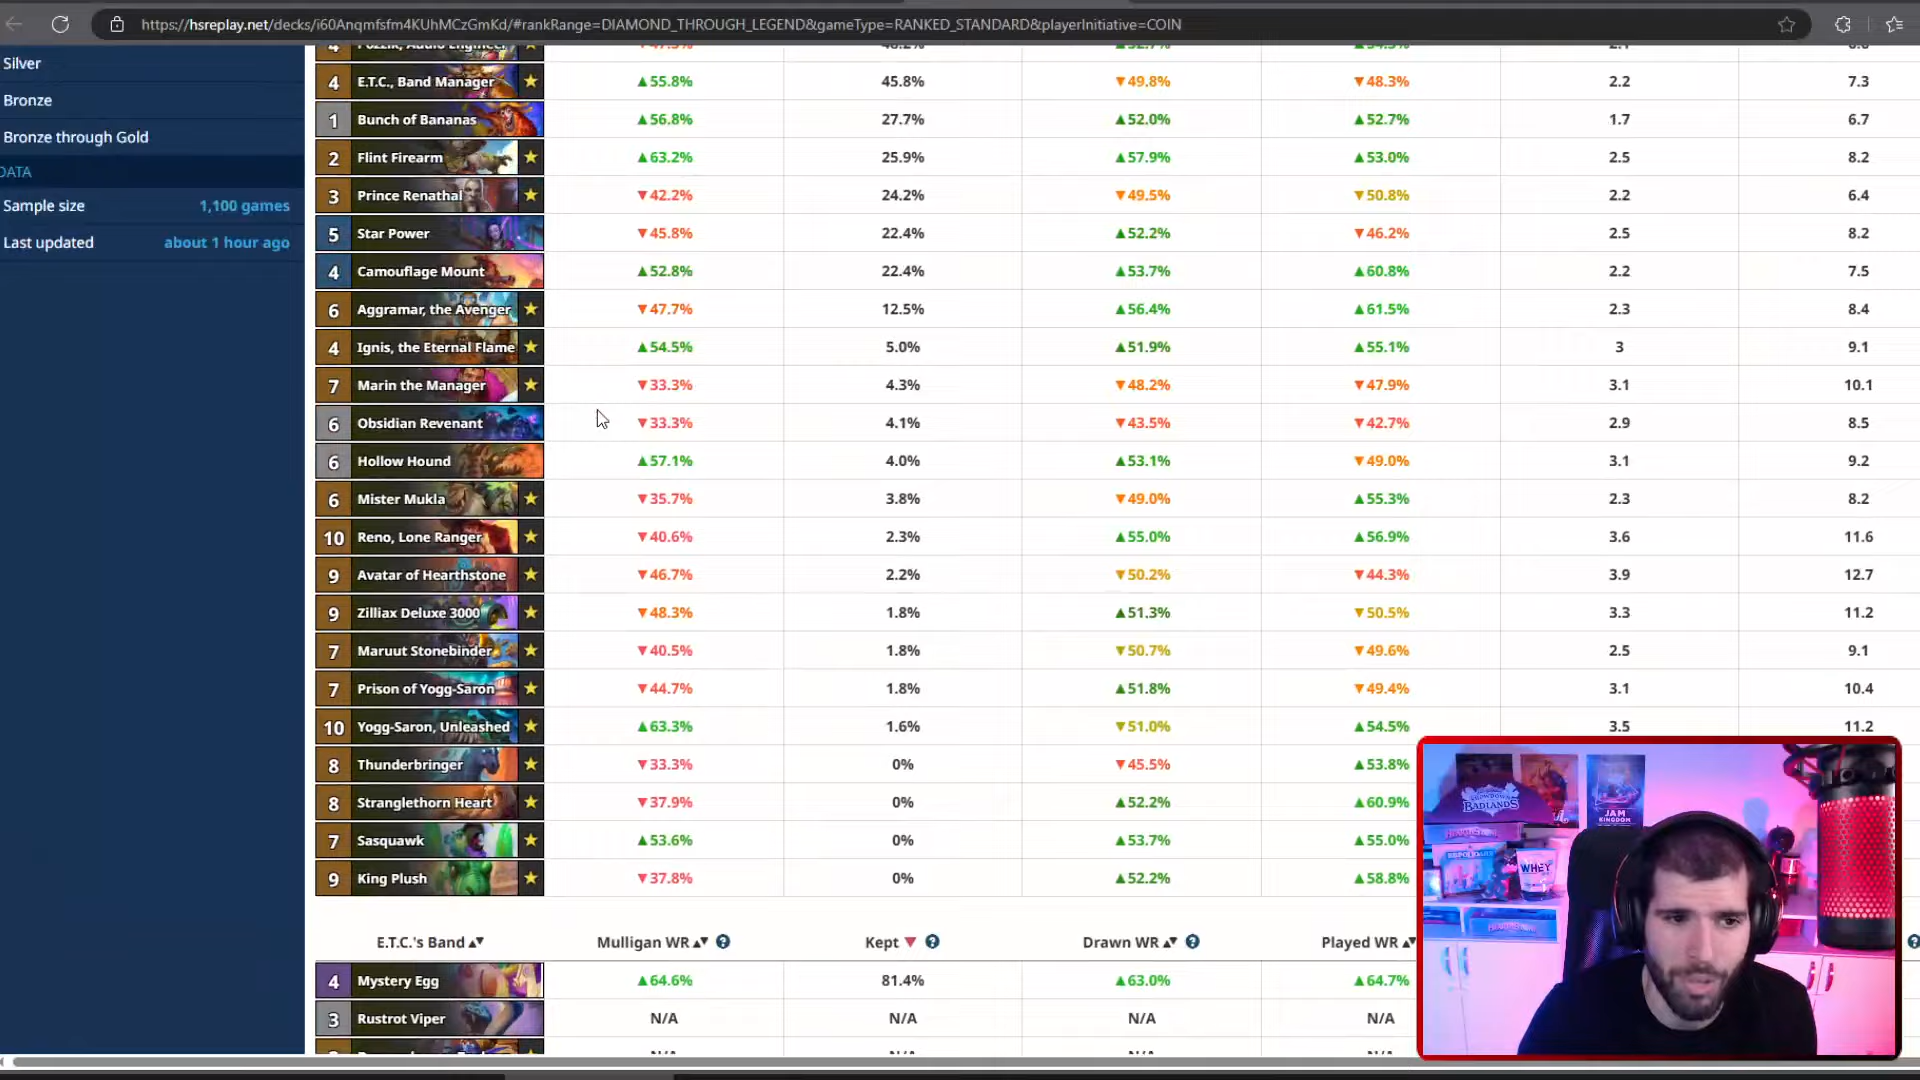 https://hsreplay.net/decks/i60Anqmfsfm4KUhMCzGmKd/#rankRange=DIAMOND_THROUGH_LEGEND&gameType=RANKED_STANDARD&playerInitiative=COIN
Silver
Bronze
Bronze through Gold
DATA
Sample size 1,100 games
Last updated about 1 hour ago
4 Pozzik, Audio Engineer
4 E.T.C., Band Manager ▲55.8% 45.8% ▼49.8% ▼48.3% 2.2 7.3
1 Bunch of Bananas ▲56.8% 27.7% ▲52.0% ▲52.7% 1.7 6.7
2 Flint Firearm ▲63.2% 25.9% ▲57.9% ▲53.0% 2.5 8.2
3 Prince Renathal ▼42.2% 24.2% ▼49.5% ▼50.8% 2.2 6.4
5 Star Power ▼45.8% 22.4% ▲52.2% ▼46.2% 2.5 8.2
4 Camouflage Mount ▲52.8% 22.4% ▲53.7% ▲60.8% 2.2 7.5
6 Aggramar, the Avenger ▼47.7% 12.5% ▲56.4% ▲61.5% 2.3 8.4
4 Ignis, the Eternal Flame ▲54.5% 5.0% ▲51.9% ▲55.1% 3 9.1
7 Marin the Manager ▼33.3% 4.3% ▼48.2% ▼47.9% 3.1 10.1
6 Obsidian Revenant ▼33.3% 4.1% ▼43.5% ▼42.7% 2.9 8.5
6 Hollow Hound ▲57.1% 4.0% ▲53.1% ▼49.0% 3.1 9.2
6 Mister Mukla ▼35.7% 3.8% ▼49.0% ▲55.3% 2.3 8.2
10 Reno, Lone Ranger ▼40.6% 2.3% ▲55.0% ▲56.9% 3.6 11.6
9 Avatar of Hearthstone ▼46.7% 2.2% ▼50.2% ▼44.3% 3.9 12.7
9 Zilliax Deluxe 3000 ▼48.3% 1.8% ▲51.3% ▼50.5% 3.3 11.2
7 Maruut Stonebinder ▼40.5% 1.8% ▼50.7% ▼49.6% 2.5 9.1
7 Prison of Yogg-Saron ▼44.7% 1.8% ▲51.8% ▼49.4% 3.1 10.4
10 Yogg-Saron, Unleashed ▲63.3% 1.6% ▼51.0% ▲54.5% 3.5 11.2
8 Thunderbringer ▼33.3% 0% ▼45.5% ▲53.8%
8 Stranglethorn Heart ▼37.9% 0% ▲52.2% ▲60.9%
7 Sasquawk ▲53.6% 0% ▲53.7% ▲55.0%
9 King Plush ▼37.8% 0% ▲52.2% ▲58.8%
E.T.C.'s Band ▲▼ Mulligan WR ▲▼ ? Kept ▼ ? Drawn WR ▲▼ ? Played WR ▲▼
4 Mystery Egg ▲64.6% 81.4% ▲63.0% ▲64.7%
3 Rustrot Viper N/A N/A N/A N/A
BADLANDS
JAM
KINGDOM
WHEY